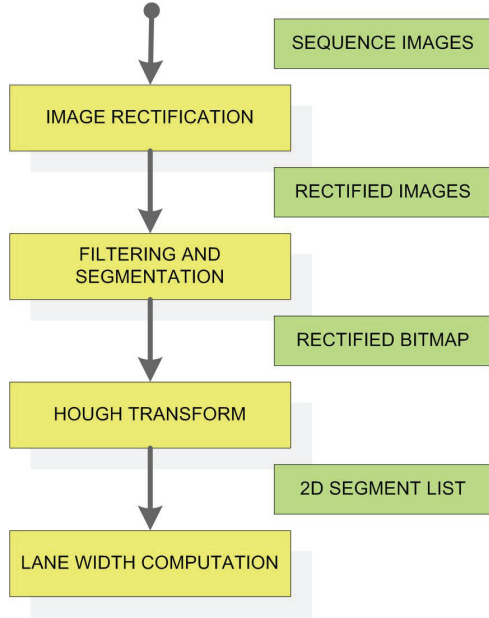 SEQUENCE IMAGES
IMAGE RECTIFICATION
RECTIFIED IMAGES
FILTERING AND
SEGMENTATION
RECTIFIED BITMAP
HOUGH TRANSFORM
2D SEGMENT LIST
LANE WIDTH COMPUTATION